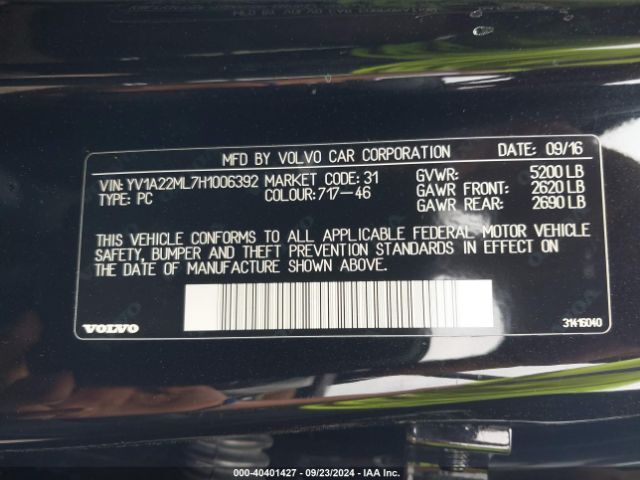 MFD BY VOLVO CAR CORPORATION DATE: 09/16
VIN: YV1A22ML7H1006392 MARKET CODE: 31 GVWR: 5200 LB
TYPE: PC COLOUR: 717-46 GAWR FRONT: 2620 LB
GAWR REAR: 2690 LB
THIS VEHICLE CONFORMS TO ALL APPLICABLE FEDERAL MOTOR VEHICLE
SAFETY, BUMPER AND THEFT PREVENTION STANDARDS IN EFFECT ON
THE DATE OF MANUFACTURE SHOWN ABOVE.
VOLVO 31416040
000-40401427 - 09/23/2024 - IAA Inc.